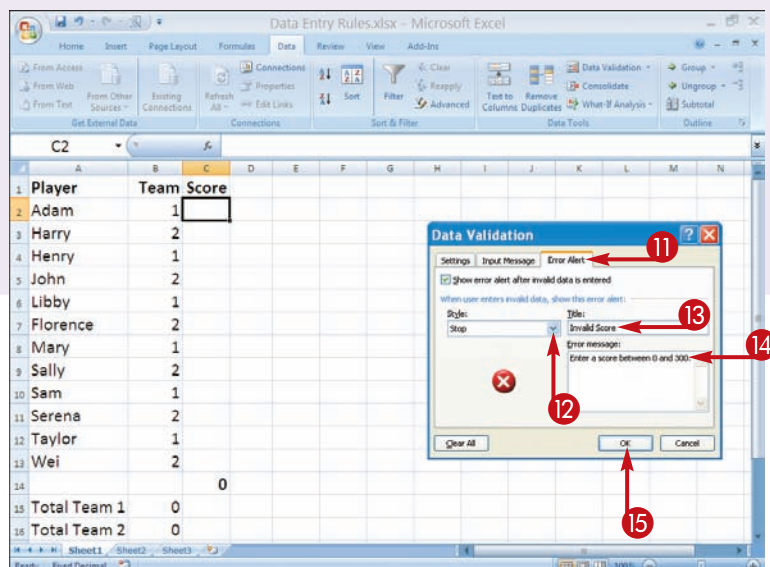 Data Entry Rules.xlsx - Microsoft Excel
Home Insert Page Layout Formulas Data Review View Add-Ins
From Access
From Web
From Text
From Other Sources
Existing Connections
Get External Data
Refresh All
Connections
Properties
Edit Links
Connections
Sort
Filter
Clear
Reapply
Advanced
Sort & Filter
Text to Columns
Remove Duplicates
Data Validation
Consolidate
What-If Analysis
Data Tools
Group
Ungroup
Subtotal
Outline
C2 fx
A B C D E F G H I J K L M N
1 Player Team Score
2 Adam 1
3 Harry 2
4 Henry 1
5 John 2
6 Libby 1
7 Florence 2
8 Mary 1
9 Sally 2
10 Sam 1
11 Serena 2
12 Taylor 1
13 Wei 2
14 0
15 Total Team 1 0
16 Total Team 2 0
Data Validation
Settings Input Message Error Alert
11
Show error alert after invalid data is entered
When user enters invalid data, show this error alert:
Style:
Stop
12
Title:
Invalid Score
13
Error message:
Enter a score between 0 and 300.
14
Clear All OK Cancel
15
Sheet1 Sheet2 Sheet3
Ready Fixed Decimal 100%